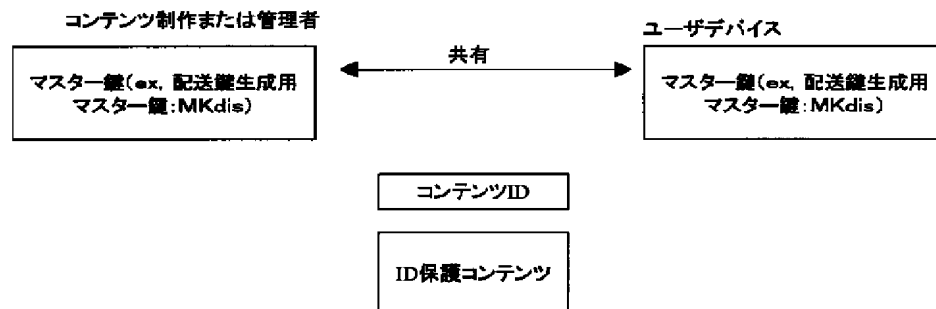 コンテンツ制作または管理者
ユーザデバイス
共有
マスター鍵(ex, 配送鍵生成用
マスター鍵:MKdis)
マスター鍵(ex, 配送鍵生成用
マスター鍵:MKdis)
コンテンツID
ID保護コンテンツ